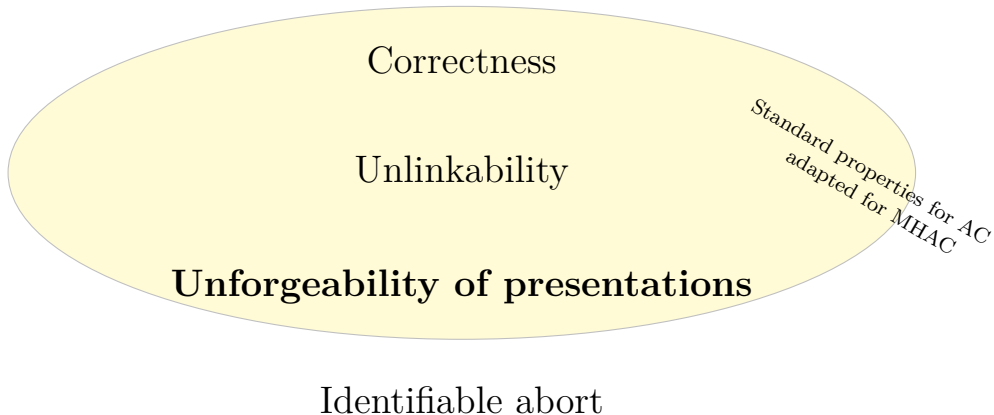 Correctness
Standard properties for AC
adapted for MHAC
Unlinkability
Unforgeability of presentations
Identifiable abort